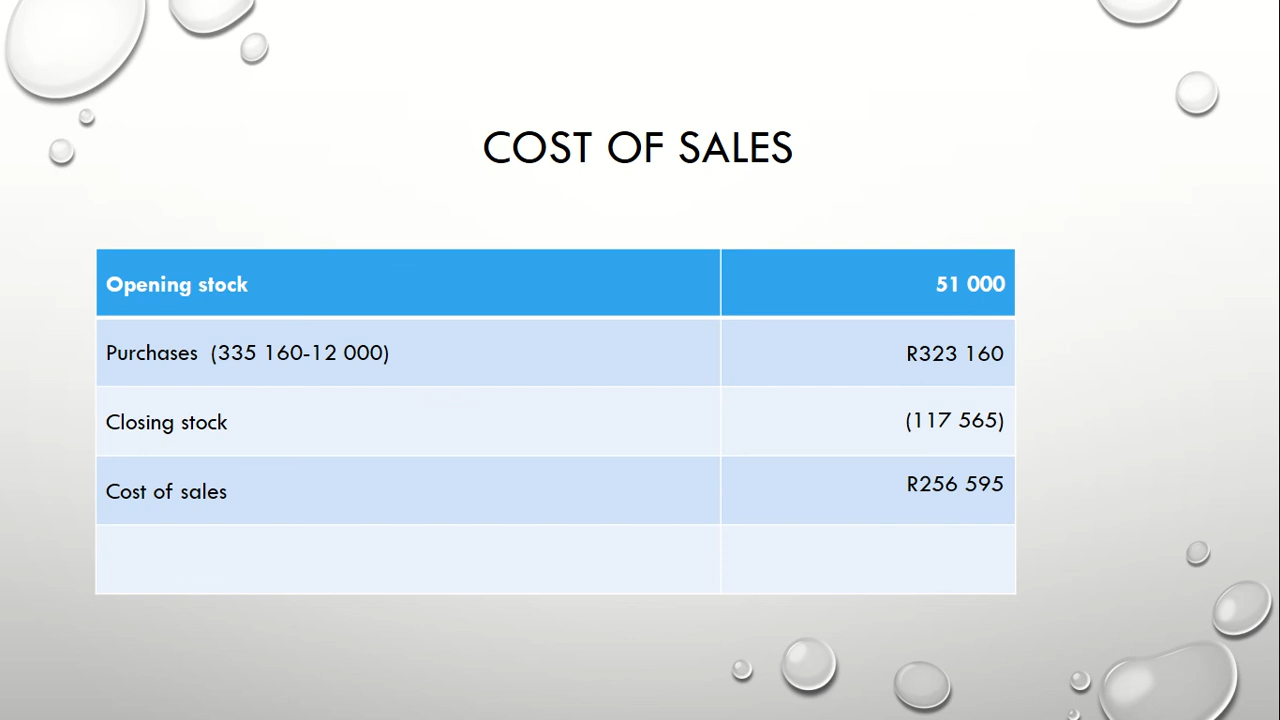 COST OF SALES
Opening stock 51 000
Purchases (335 160-12 000) R323 160
Closing stock (117 565)
Cost of sales R256 595